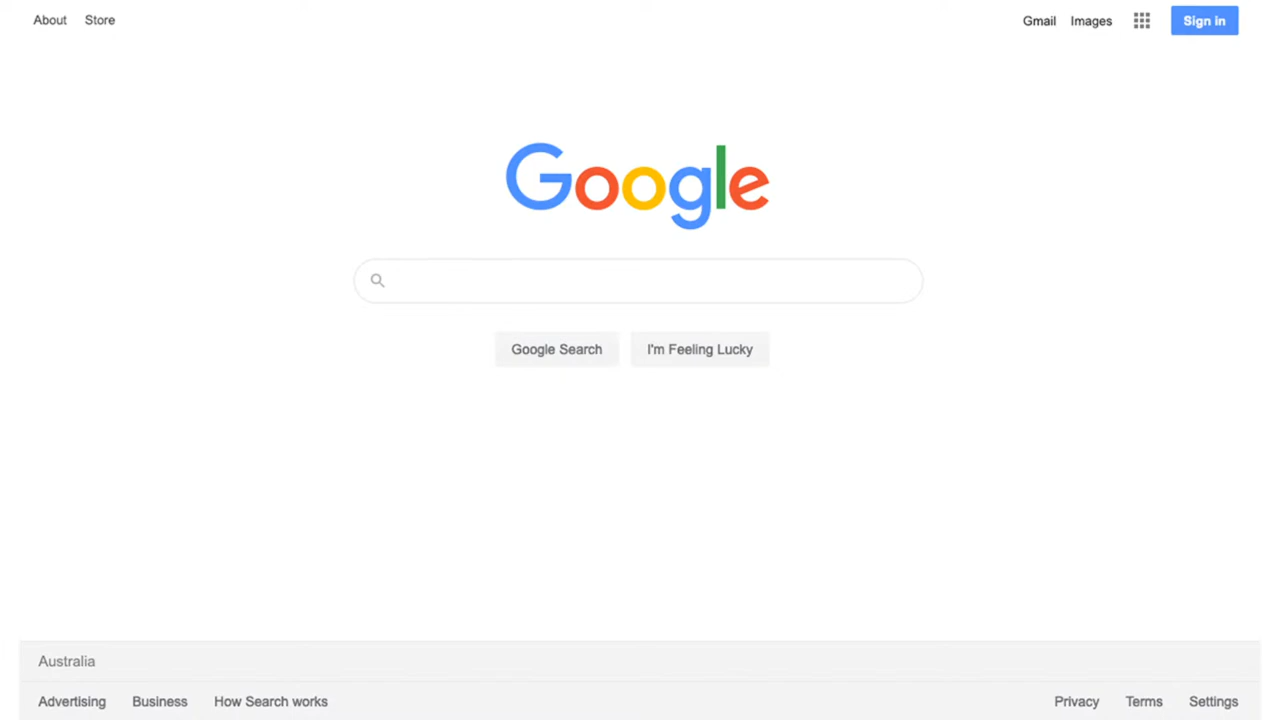 About Store Gmail Images Sign in
Google
Google Search I'm Feeling Lucky
Australia
Advertising Business How Search works Privacy Terms Settings